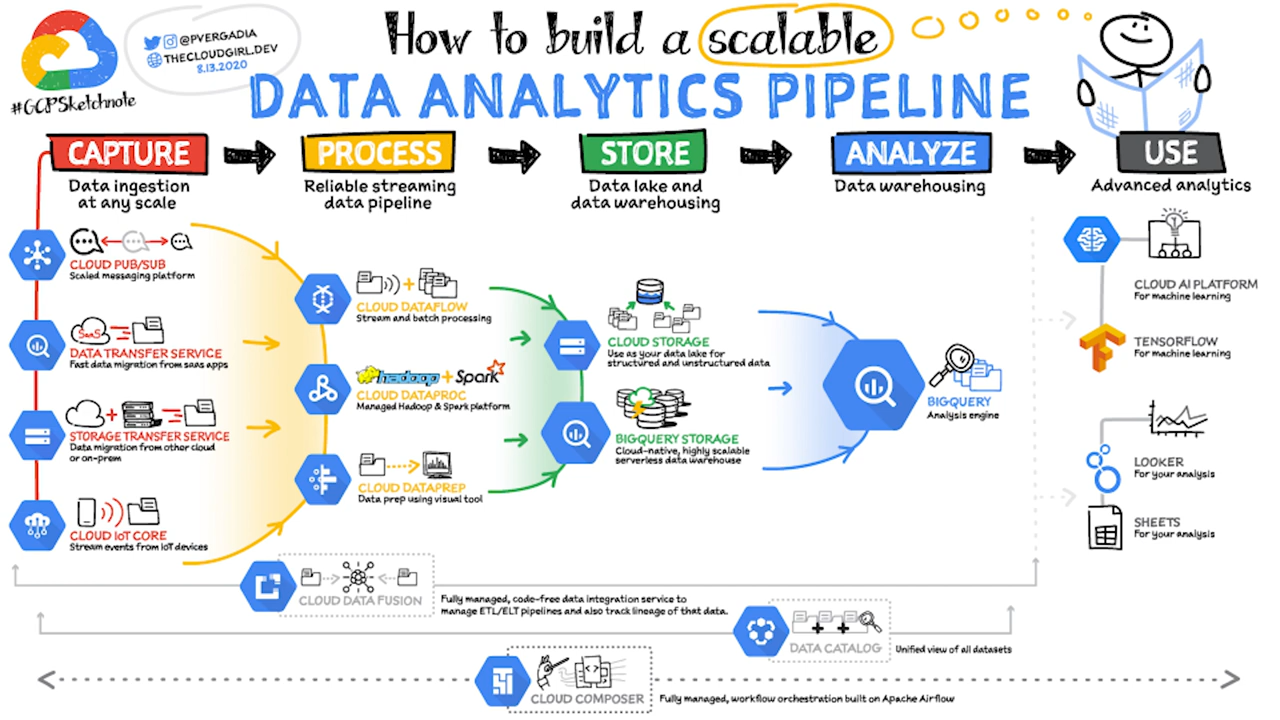 #GCPSketchnote
@PVERGADIA
THECLOUDGIRL.DEV
8.13.2020
How to build a scalable
DATA ANALYTICS PIPELINE
CAPTURE
Data ingestion
at any scale
PROCESS
Reliable streaming
data pipeline
STORE
Data lake and
data warehousing
ANALYZE
Data warehousing
USE
Advanced analytics
CLOUD PUB/SUB
Scaled messaging platform
SaaS
DATA TRANSFER SERVICE
Fast data migration from saas apps
STORAGE TRANSFER SERVICE
Data migration from other cloud
or on-prem
CLOUD IoT CORE
Stream events from IoT devices
CLOUD DATAFLOW
Stream and batch processing
hadoop + Spark
CLOUD DATAPROC
Managed Hadoop & Spark platform
CLOUD DATAPREP
Data prep using visual tool
CLOUD STORAGE
Use as your data lake for
structured and unstructured data
BIGQUERY STORAGE
Cloud-native, highly scalable
serverless data warehouse
BIGQUERY
Analysis engine
CLOUD AI PLATFORM
For machine learning
TENSORFLOW
For machine learning
LOOKER
For your analysis
SHEETS
For your analysis
CLOUD DATA FUSION
Fully managed, code-free data integration service to
manage ETL/ELT pipelines and also track lineage of that data.
DATA CATALOG
Unified view of all datasets
CLOUD COMPOSER
Fully managed, workflow orchestration built on Apache Airflow